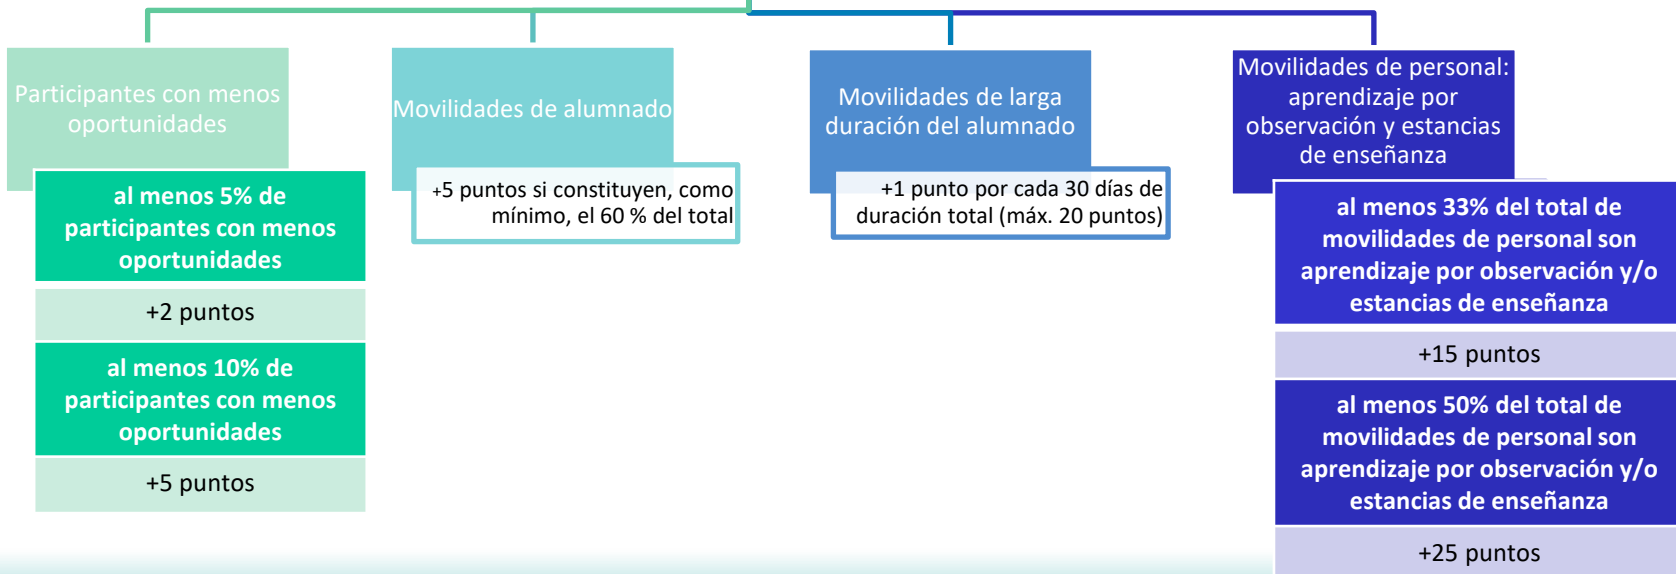 Participantes con menos
oportunidades
al menos 5% de
participantes con menos
oportunidades
+2 puntos
al menos 10% de
participantes con menos
oportunidades
+5 puntos
Movilidades de alumnado
+5 puntos si constituyen, como
mínimo, el 60 % del total
Movilidades de larga
duración del alumnado
+1 punto por cada 30 días de
duración total (máx. 20 puntos)
Movilidades de personal:
aprendizaje por
observación y estancias
de enseñanza
al menos 33% del total de
movilidades de personal son
aprendizaje por observación y/o
estancias de enseñanza
+15 puntos
al menos 50% del total de
movilidades de personal son
aprendizaje por observación y/o
estancias de enseñanza
+25 puntos